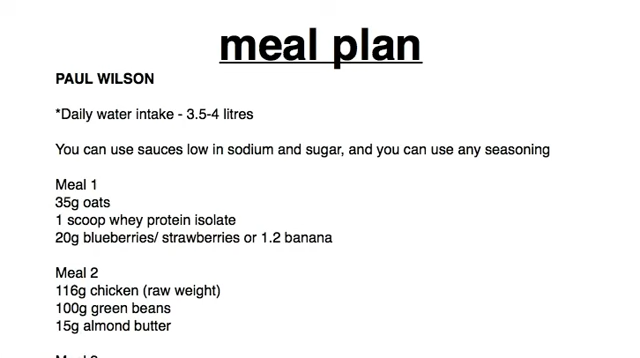 meal plan
PAUL WILSON
*Daily water intake - 3.5-4 litres
You can use sauces low in sodium and sugar, and you can use any seasoning
Meal 1
35g oats
1 scoop whey protein isolate
20g blueberries/ strawberries or 1.2 banana
Meal 2
116g chicken (raw weight)
100g green beans
15g almond butter